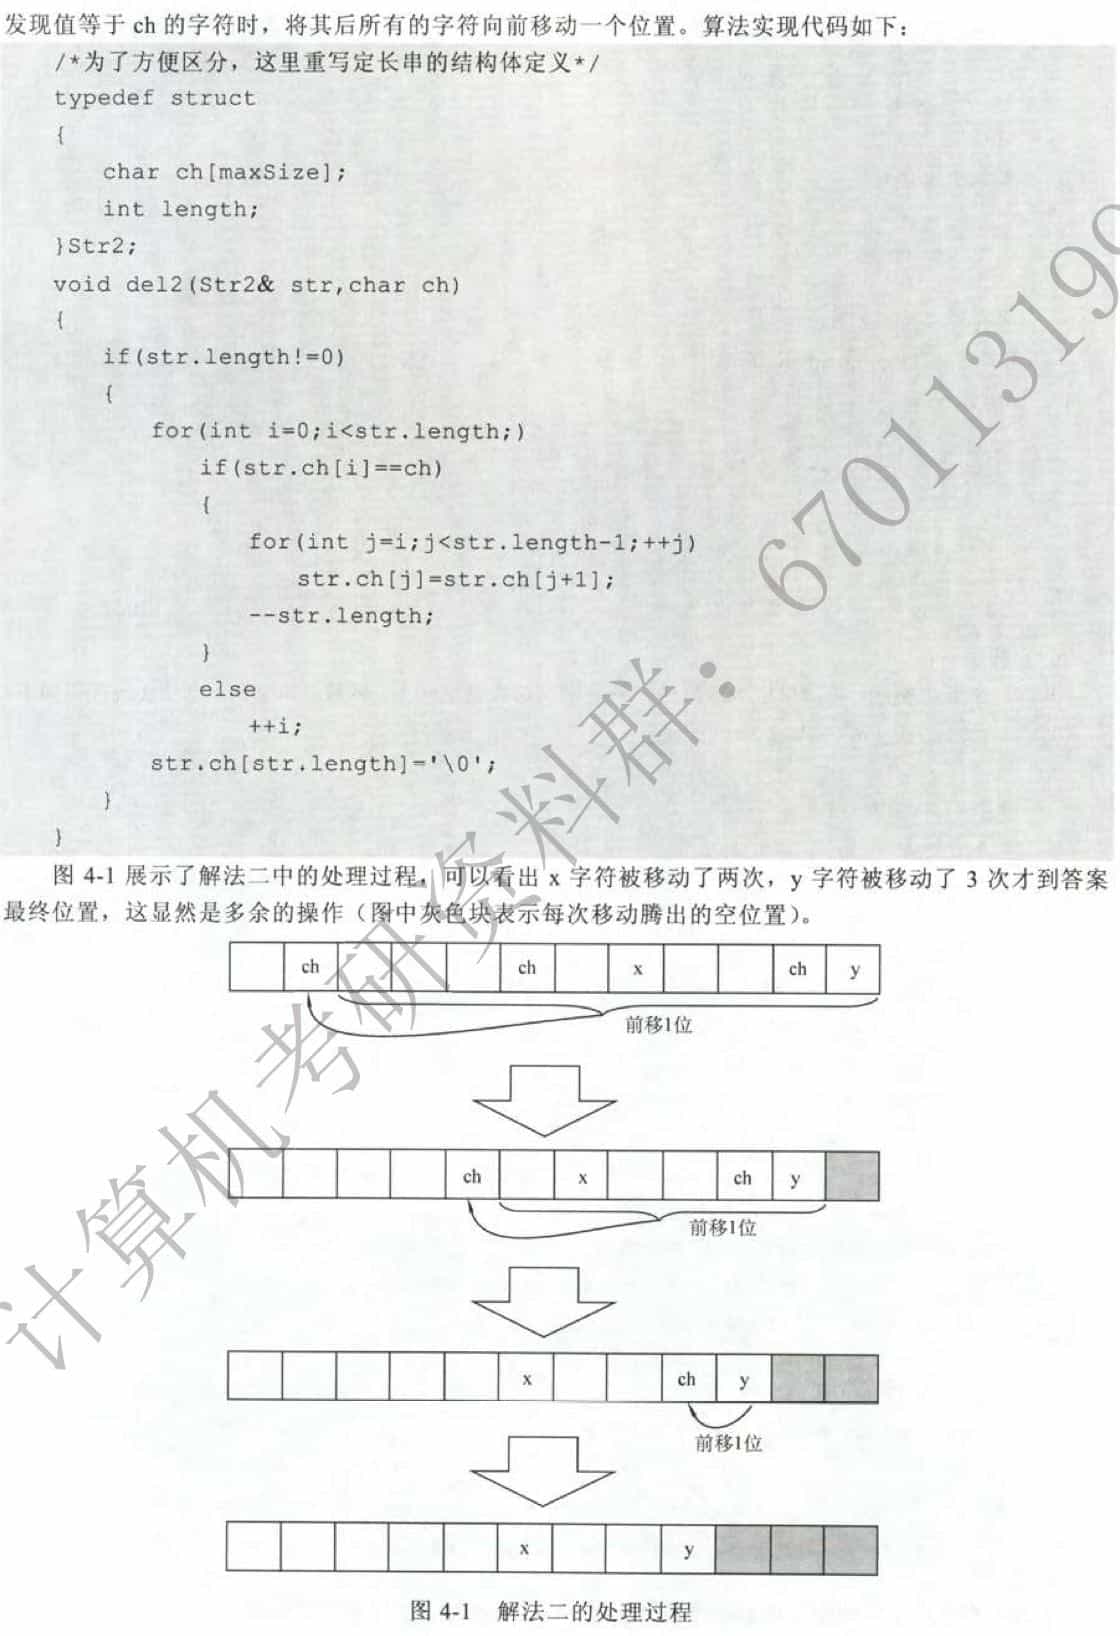 发现值等于 ch 的字符时，将其后所有的字符向前移动一个位置。算法实现代码如下：
/*为了方便区分，这里重写定长串的结构体定义*/
typedef struct
{
char ch[maxSize];
int length;
}Str2;
void del2(Str2& str,char ch)
{
if(str.length!=0)
{
for(int i=0;i<str.length;)
if(str.ch[i]==ch)
{
for(int j=i;j<str.length-1;++j)
str.ch[j]=str.ch[j+1];
--str.length;
}
else
++i;
str.ch[str.length]='\0';
}
}
图 4-1 展示了解法二中的处理过程，可以看出 x 字符被移动了两次，y 字符被移动了 3 次才到答案
最终位置，这显然是多余的操作（图中灰色块表示每次移动腾出的空位置）。
ch ch x ch y
前移1位
ch x ch y
前移1位
x ch y
前移1位
x y
图 4-1 解法二的处理过程
计算机考研资料群：67011319